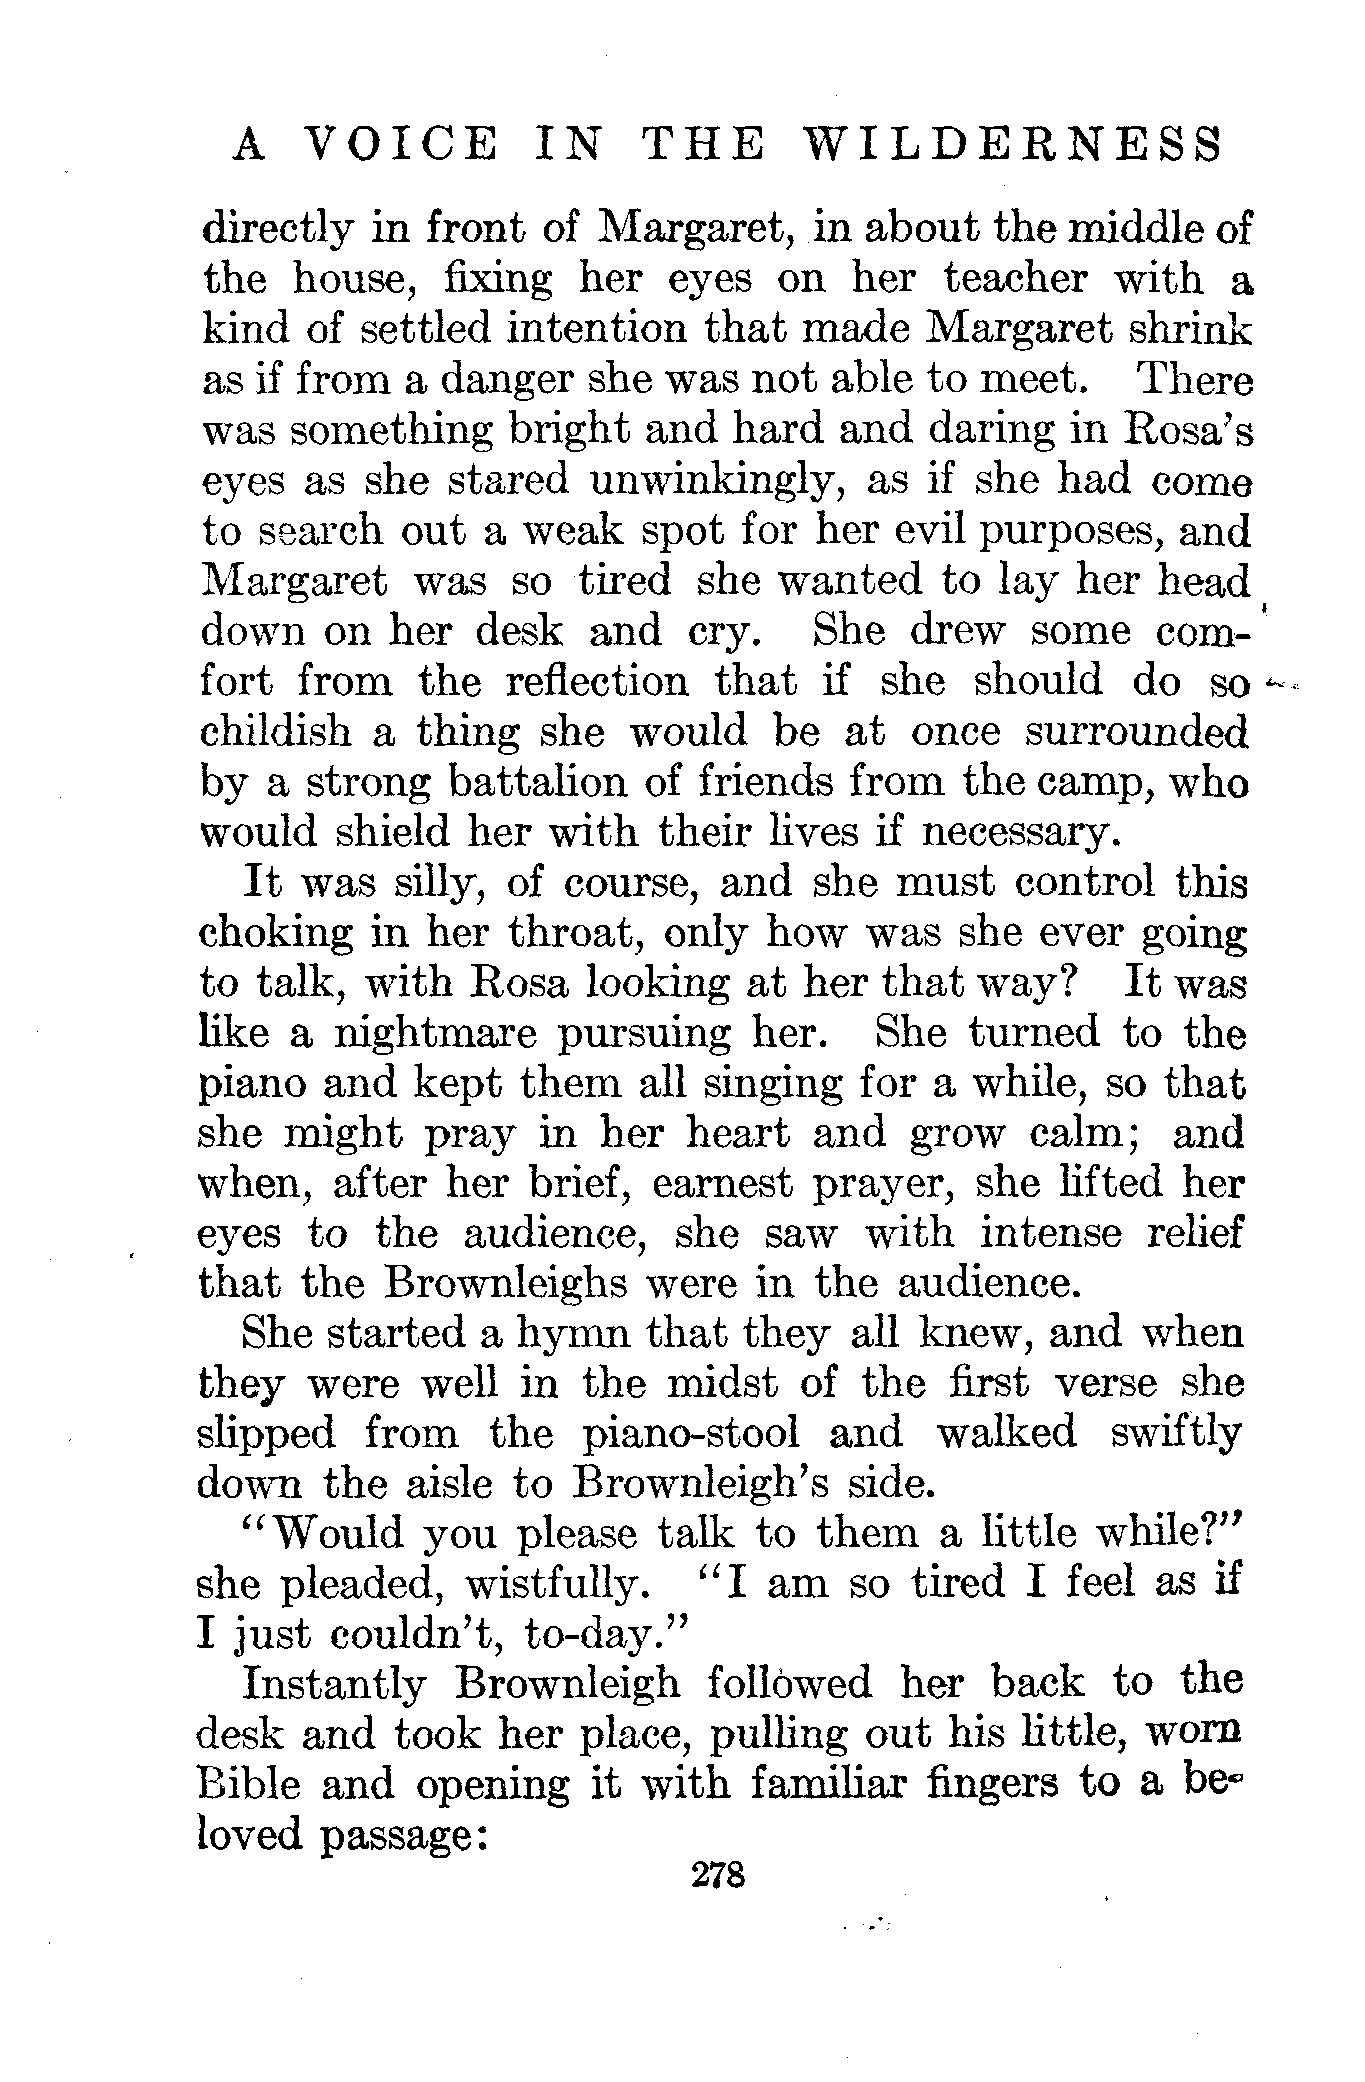 A VOICE IN THE WILDERNESS
directly in front of Margaret, in about the middle of
the house, fixing her eyes on her teacher with a
kind of settled intention that made Margaret shrink
as if from a danger she was not able to meet. There
was something bright and hard and daring in Rosa's
eyes as she stared unwinkingly, as if she had come
to search out a weak spot for her evil purposes, and
Margaret was so tired she wanted to lay her head
down on her desk and cry. She drew some com-
fort from the reflection that if she should do so
childish a thing she would be at once surrounded
by a strong battalion of friends from the camp, who
would shield her with their lives if necessary.
It was silly, of course, and she must control this
choking in her throat, only how was she ever going
to talk, with Rosa looking at her that way? It was
like a nightmare pursuing her. She turned to the
piano and kept them all singing for a while, so that
she might pray in her heart and grow calm; and
when, after her brief, earnest prayer, she lifted her
eyes to the audience, she saw with intense relief
that the Brownleighs were in the audience.
She started a hymn that they all knew, and when
they were well in the midst of the first verse she
slipped from the piano-stool and walked swiftly
down the aisle to Brownleigh's side.
"Would you please talk to them a little while?"
she pleaded, wistfully. "I am so tired I feel as if
I just couldn't, to-day."
Instantly Brownleigh followed her back to the
desk and took her place, pulling out his little, worn
Bible and opening it with familiar fingers to a be-
loved passage:
278